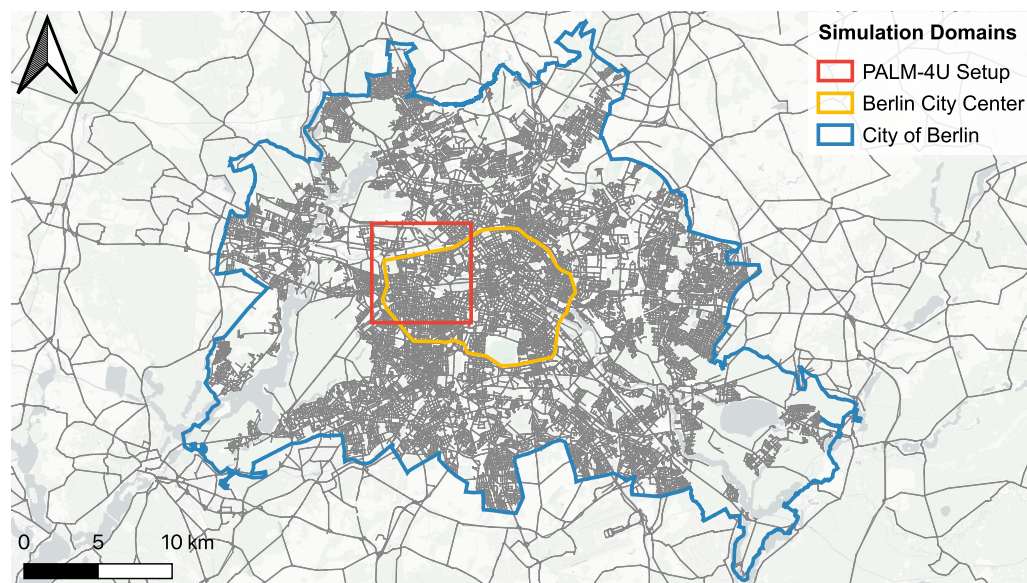 Simulation Domains
PALM-4U Setup
Berlin City Center
City of Berlin
0 5 10 km